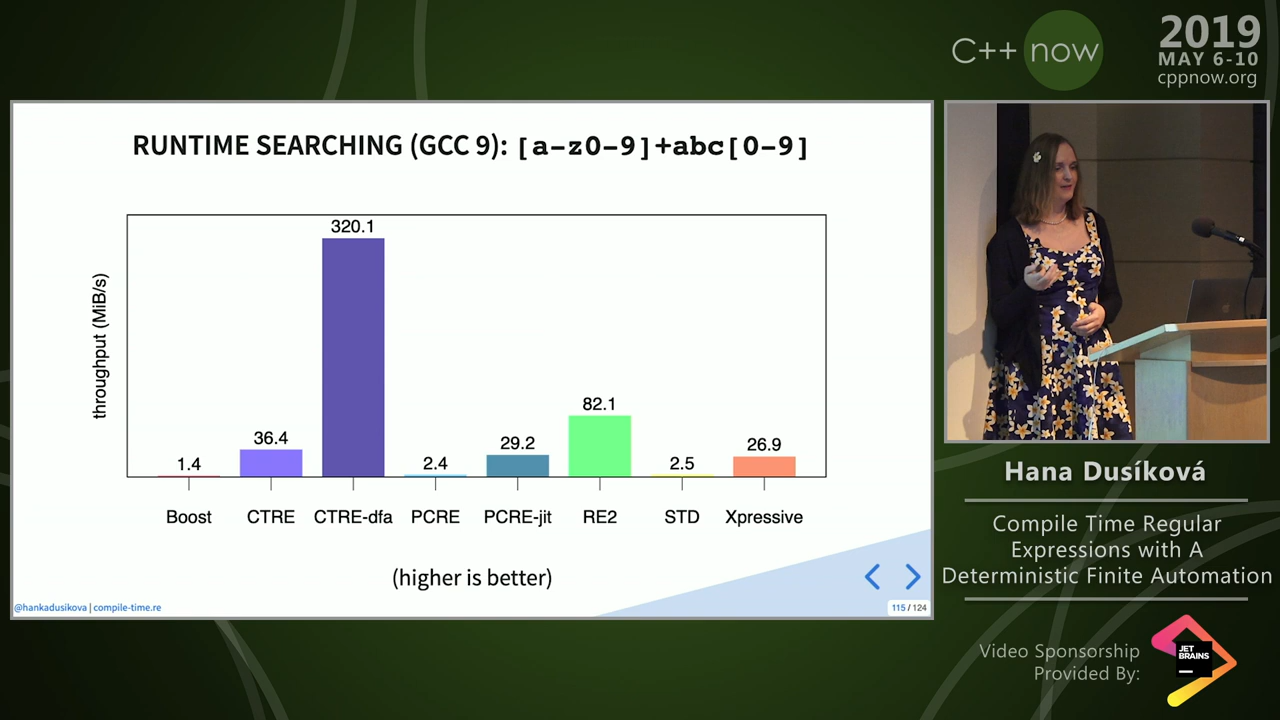 C++ now
2019
MAY 6-10
cppnow.org
RUNTIME SEARCHING (GCC 9): [a-z0-9]+abc[0-9]
throughput (MiB/s)
320.1
82.1
36.4
29.2
26.9
1.4
2.4
2.5
Boost CTRE CTRE-dfa PCRE PCRE-jit RE2 STD Xpressive
(higher is better)
@hankadusikova | compile-time.re
115 / 124
Hana Dusíková
Compile Time Regular
Expressions with A
Deterministic Finite Automation
Video Sponsorship
Provided By:
JET
BRAINS